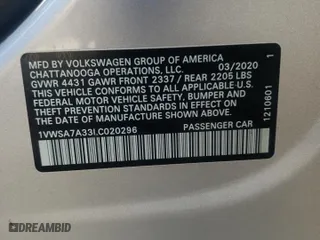 MFD BY VOLKSWAGEN GROUP OF AMERICA
CHATTANOOGA OPERATIONS, LLC. 03/2020
GVWR 4431 GAWR FRONT 2337 / REAR 2205 LBS
THIS VEHICLE CONFORMS TO ALL APPLICABLE
FEDERAL MOTOR VEHICLE SAFETY, BUMPER AND
THEFT PREVENTION STANDARDS IN EFFECT ON
THE DATE OF MANUFACTURE SHOWN ABOVE.
1VWSA7A33LC020296 PASSENGER CAR
1210601 1
DREAMBID